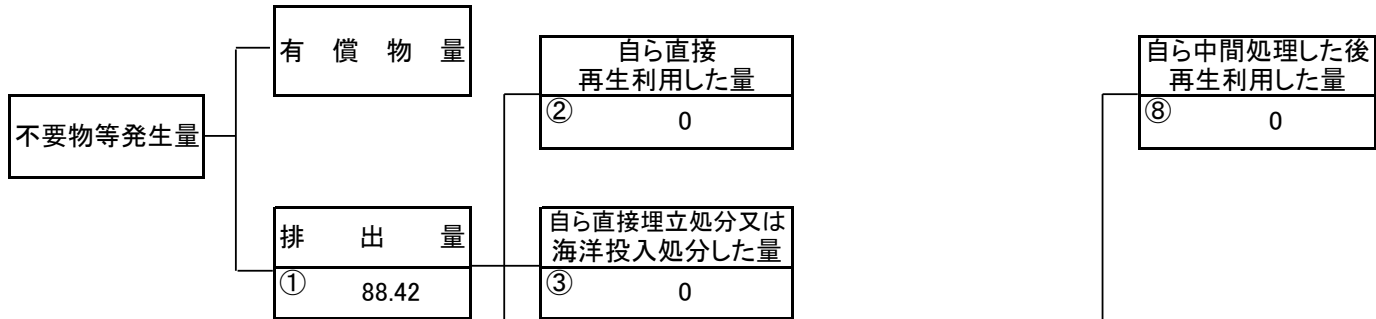 有償物量
自ら直接
再生利用した量
②
0
自ら中間処理した後
再生利用した量
⑧
0
不要物等発生量
排出量
①
88.42
自ら直接埋立処分又は
海洋投入処分した量
③
0